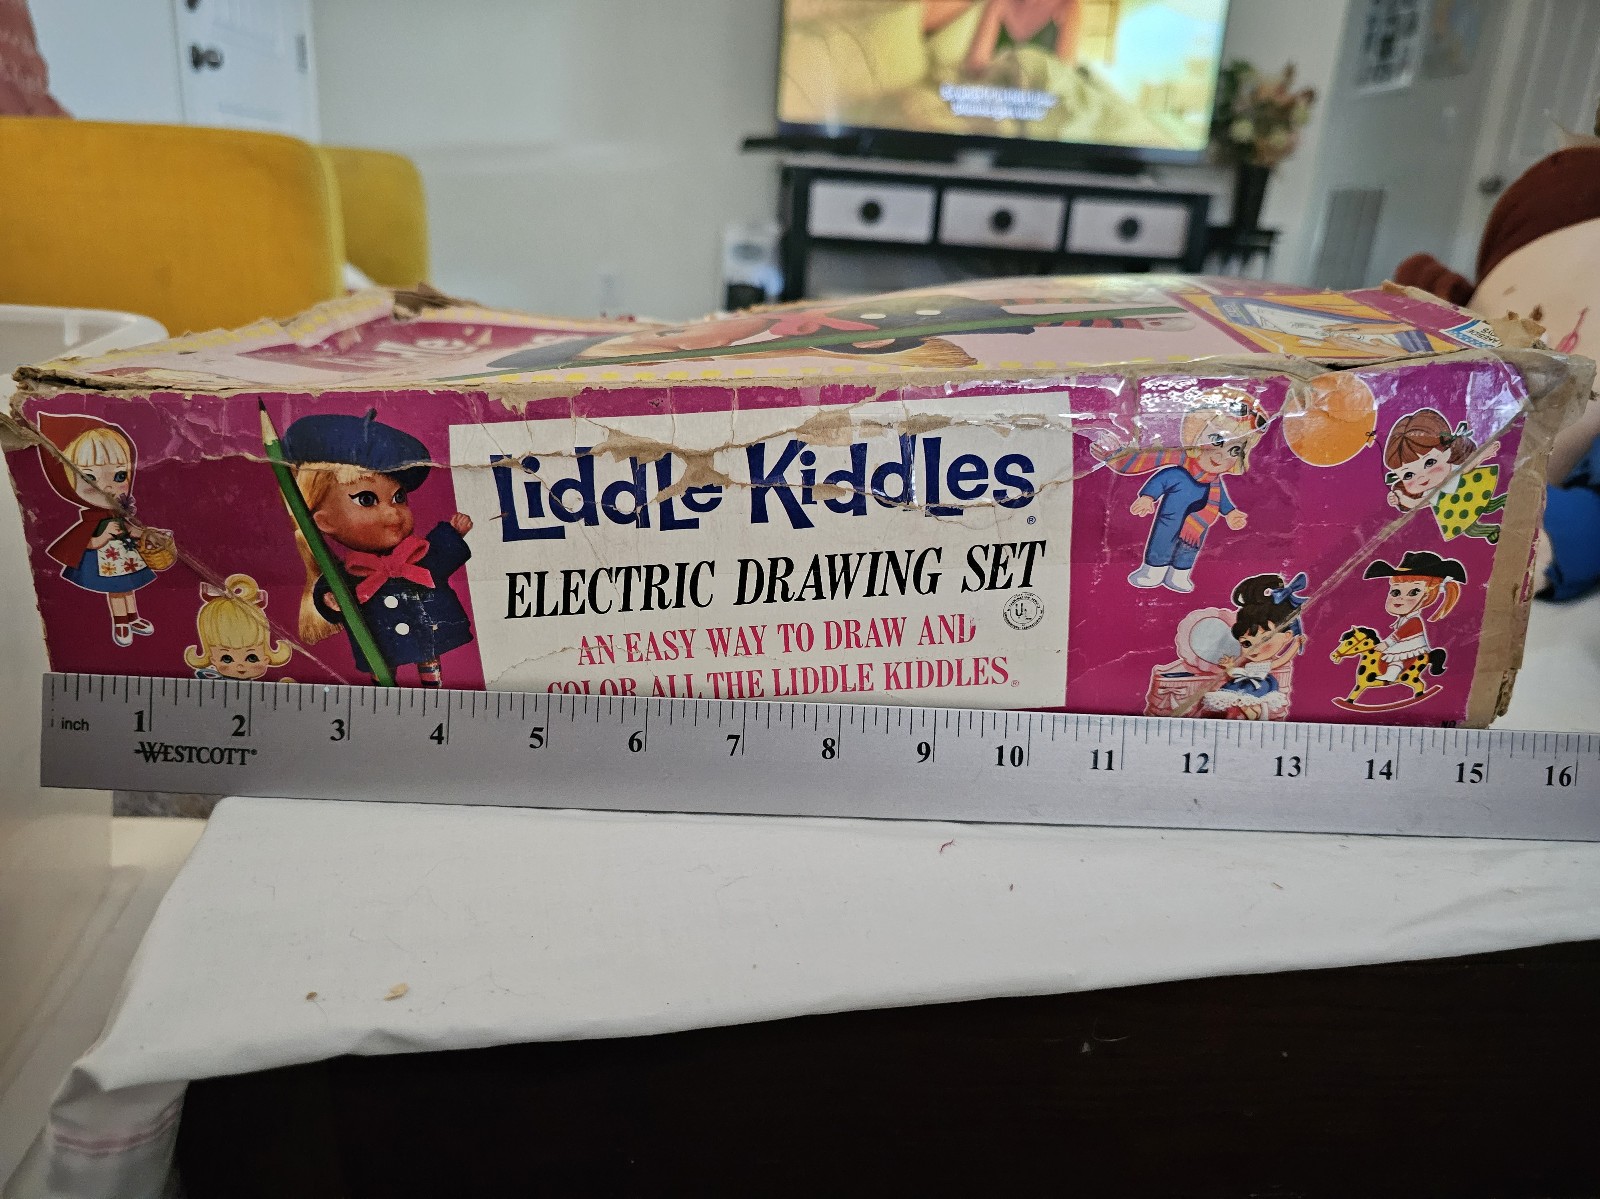 LiddLe KiddLes®
ELECTRIC DRAWING SET
UL
AN EASY WAY TO DRAW AND
COLOR ALL THE LIDDLE KIDDLES®
inch 1 2 3 4 5 6 7 8 9 10 11 12 13 14 15 16
WESTCOTT®